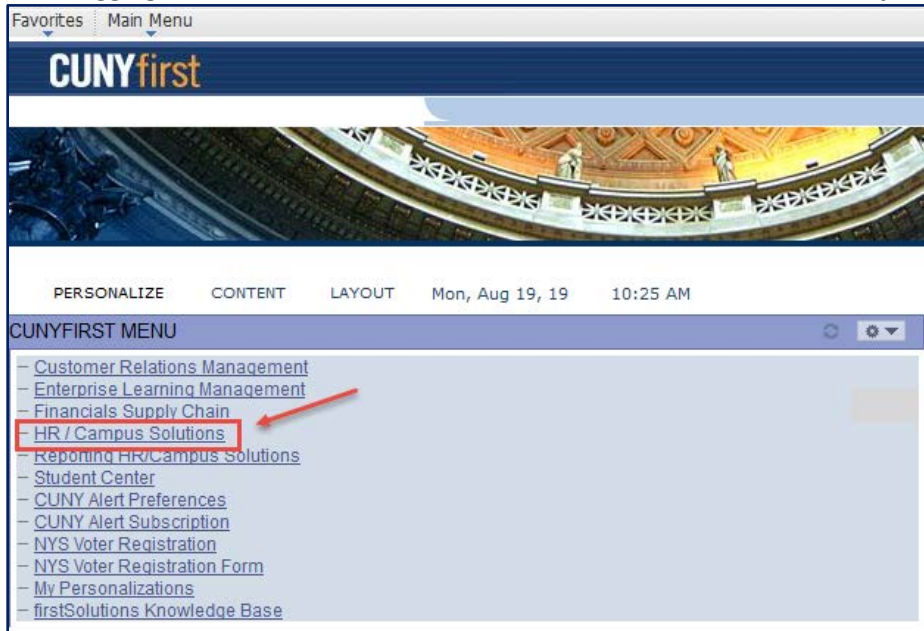 Favorites Main Menu
CUNYfirst
PERSONALIZE CONTENT LAYOUT Mon, Aug 19, 19 10:25 AM
CUNYFIRST MENU
– Customer Relations Management
– Enterprise Learning Management
– Financials Supply Chain
– HR / Campus Solutions
– Reporting HR/Campus Solutions
– Student Center
– CUNY Alert Preferences
– CUNY Alert Subscription
– NYS Voter Registration
– NYS Voter Registration Form
– My Personalizations
– firstSolutions Knowledge Base